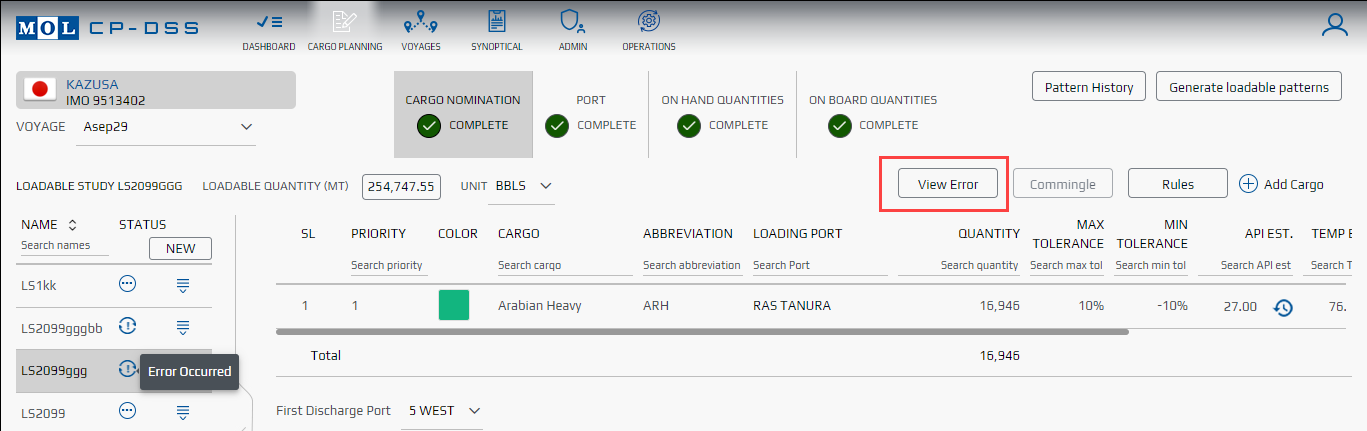 MOL CP-DSS
DASHBOARD CARGO PLANNING VOYAGES SYNOPTICAL ADMIN OPERATIONS
KAZUSA
IMO 9513402
VOYAGE Asep29
CARGO NOMINATION PORT ON HAND QUANTITIES ON BOARD QUANTITIES
COMPLETE COMPLETE COMPLETE COMPLETE
Pattern History Generate loadable patterns
LOADABLE STUDY LS2099GGG LOADABLE QUANTITY (MT) 254,747.55 UNIT BBLS
View Error Commingle Rules Add Cargo
NAME STATUS
Search names NEW
LS1kk
LS2099gggbb
LS2099ggg Error Occurred
LS2099
SL PRIORITY COLOR CARGO ABBREVIATION LOADING PORT QUANTITY MAX TOLERANCE MIN TOLERANCE API EST. TEMP E
Search priority Search cargo Search abbreviation Search Port Search quantity Search max tol Search min tol Search API est Search T
1 1 Arabian Heavy ARH RAS TANURA 16,946 10% -10% 27.00 76.
Total 16,946
First Discharge Port 5 WEST